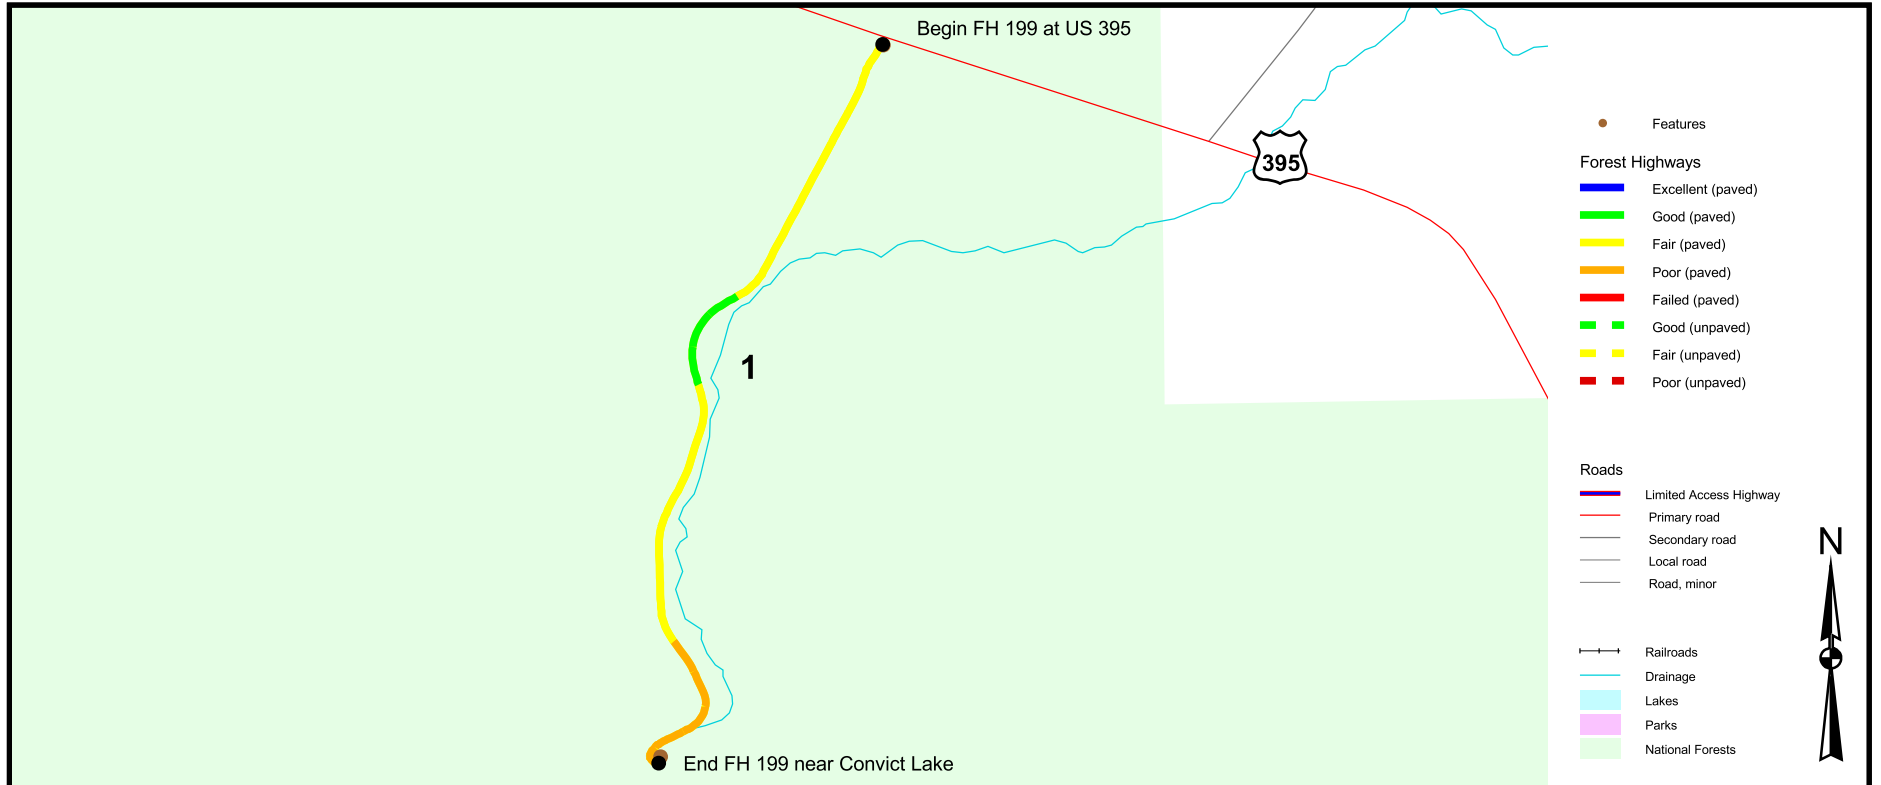 Begin FH 199 at US 395
395
1
End FH 199 near Convict Lake
Features
Forest Highways
Excellent (paved)
Good (paved)
Fair (paved)
Poor (paved)
Failed (paved)
Good (unpaved)
Fair (unpaved)
Poor (unpaved)
Roads
Limited Access Highway
Primary road
Secondary road
Local road
Road, minor
Railroads
Drainage
Lakes
Parks
National Forests
N